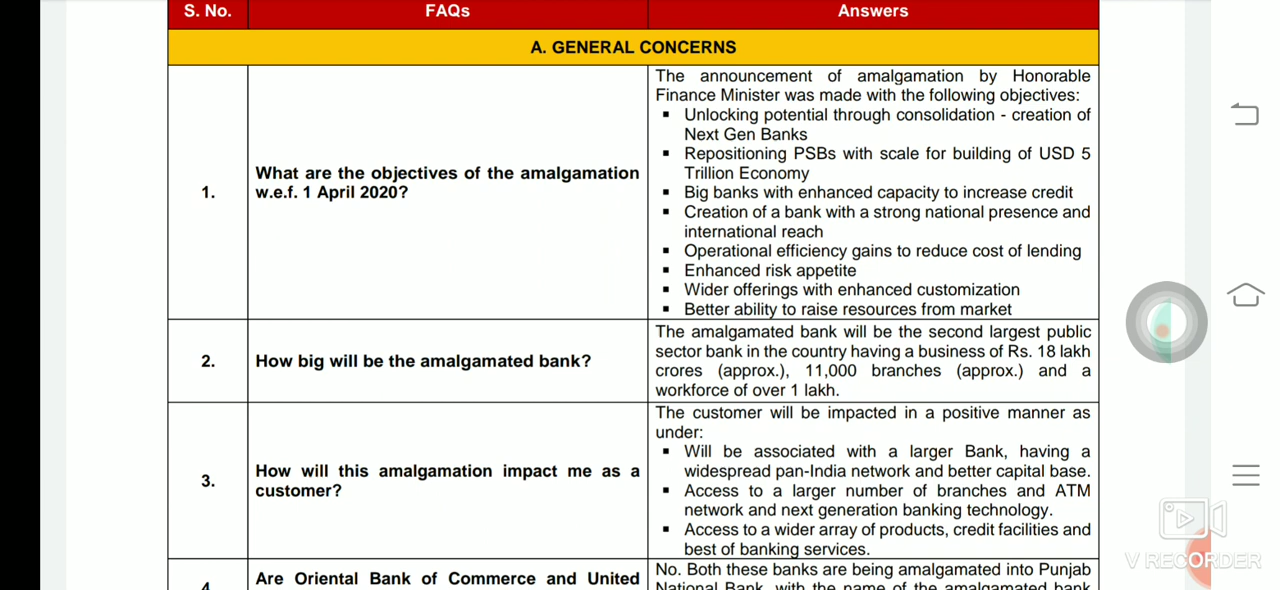 S. No. FAQs Answers
A. GENERAL CONCERNS
1.
What are the objectives of the amalgamation
w.e.f. 1 April 2020?
The announcement of amalgamation by Honorable
Finance Minister was made with the following objectives:
▪ Unlocking potential through consolidation - creation of
Next Gen Banks
▪ Repositioning PSBs with scale for building of USD 5
Trillion Economy
▪ Big banks with enhanced capacity to increase credit
▪ Creation of a bank with a strong national presence and
international reach
▪ Operational efficiency gains to reduce cost of lending
▪ Enhanced risk appetite
▪ Wider offerings with enhanced customization
▪ Better ability to raise resources from market
2.
How big will be the amalgamated bank?
The amalgamated bank will be the second largest public
sector bank in the country having a business of Rs. 18 lakh
crores (approx.), 11,000 branches (approx.) and a
workforce of over 1 lakh.
3.
How will this amalgamation impact me as a
customer?
The customer will be impacted in a positive manner as
under:
▪ Will be associated with a larger Bank, having a
widespread pan-India network and better capital base.
▪ Access to a larger number of branches and ATM
network and next generation banking technology.
▪ Access to a wider array of products, credit facilities and
best of banking services.
4.
Are Oriental Bank of Commerce and United
No. Both these banks are being amalgamated into Punjab
National Bank, with the name of the amalgamated bank
V RECORDER